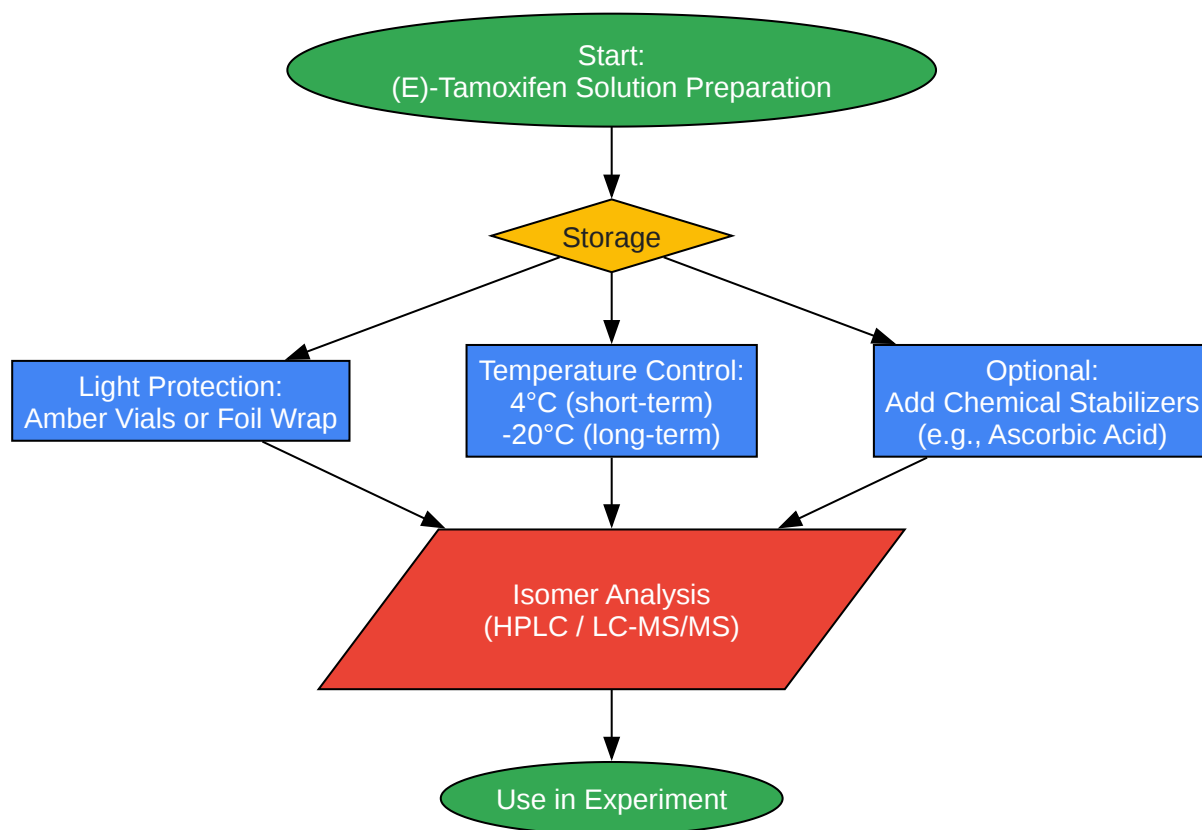 Start:
(E)-Tamoxifen Solution Preparation
Storage
Light Protection:
Amber Vials or Foil Wrap
Temperature Control:
4°C (short-term)
-20°C (long-term)
Optional:
Add Chemical Stabilizers
(e.g., Ascorbic Acid)
Isomer Analysis
(HPLC / LC-MS/MS)
Use in Experiment